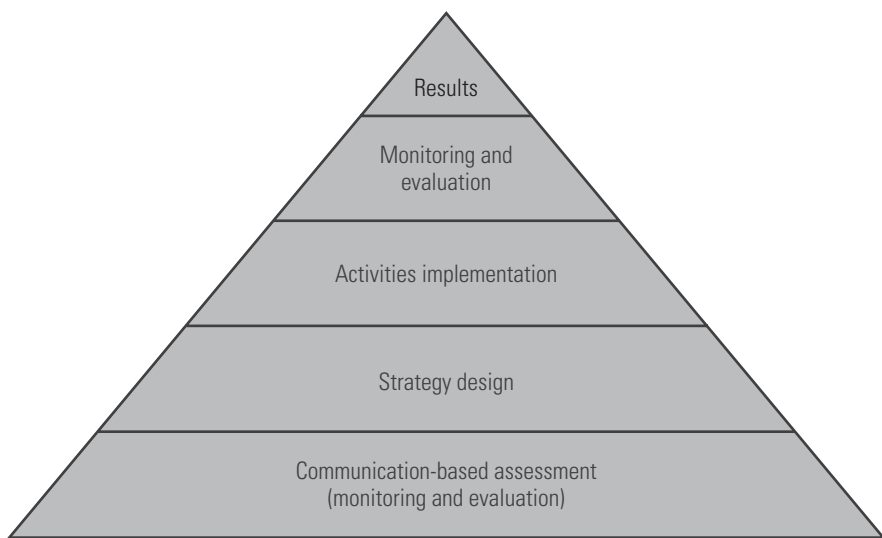 Results
Monitoring and
evaluation
Activities implementation
Strategy design
Communication-based assessment
(monitoring and evaluation)